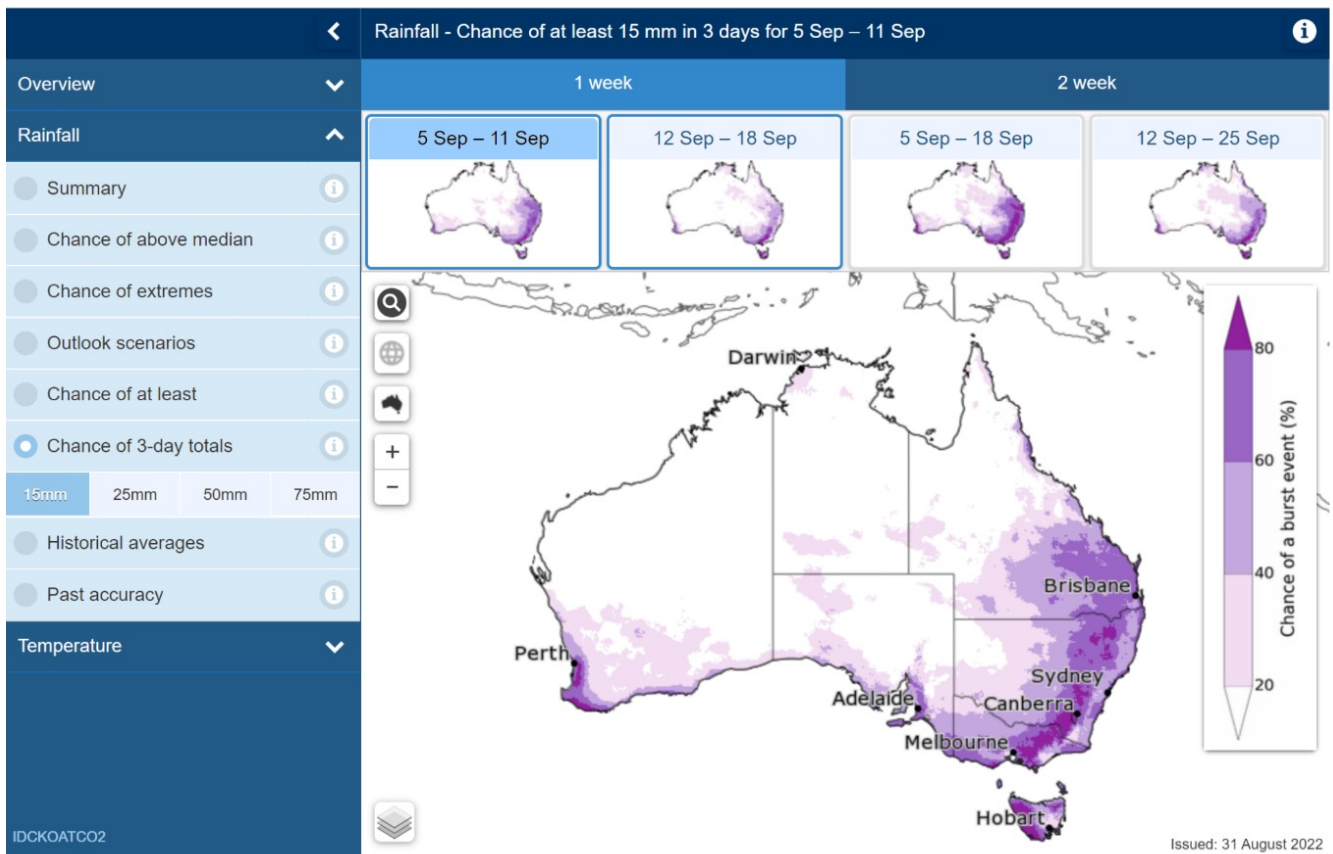 Rainfall - Chance of at least 15 mm in 3 days for 5 Sep – 11 Sep
Overview
Rainfall
Summary
Chance of above median
Chance of extremes
Outlook scenarios
Chance of at least
Chance of 3-day totals
15mm 25mm 50mm 75mm
Historical averages
Past accuracy
Temperature
IDCKOATCO2
1 week 2 week
5 Sep – 11 Sep 12 Sep – 18 Sep 5 Sep – 18 Sep 12 Sep – 25 Sep
Darwin
Brisbane
Perth
Sydney
Adelaide
Canberra
Melbourne
Hobart
80
60
40
20
Chance of a burst event (%)
Issued: 31 August 2022